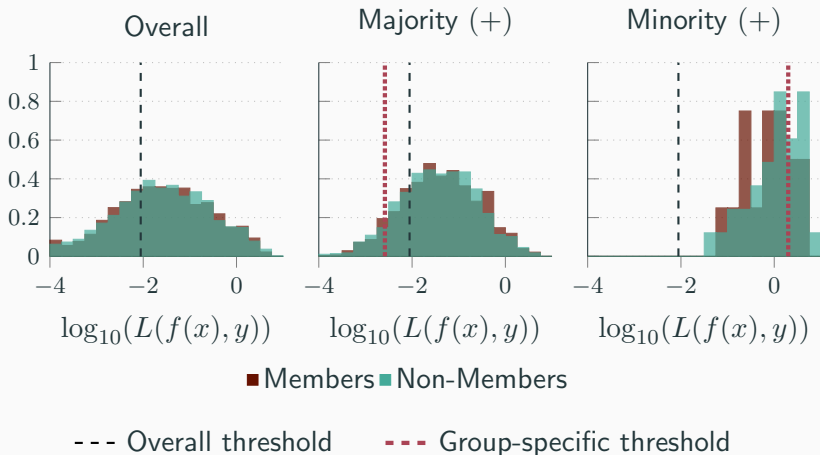 Overall
Majority (+)
Minority (+)
1
0.8
0.6
0.4
0.2
0
−4 −2 0
−4 −2 0
−4 −2 0
log₁₀(L(f(x), y))
log₁₀(L(f(x), y))
log₁₀(L(f(x), y))
Members Non-Members
Overall threshold Group-specific threshold